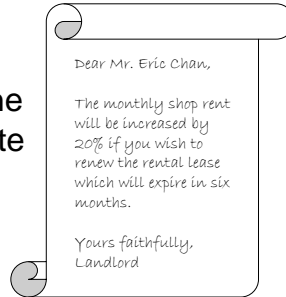 Dear Mr. Eric Chan,
The monthly shop rent
will be increased by
20% if you wish to
renew the rental lease
which will expire in six
months.
Yours faithfully,
Landlord